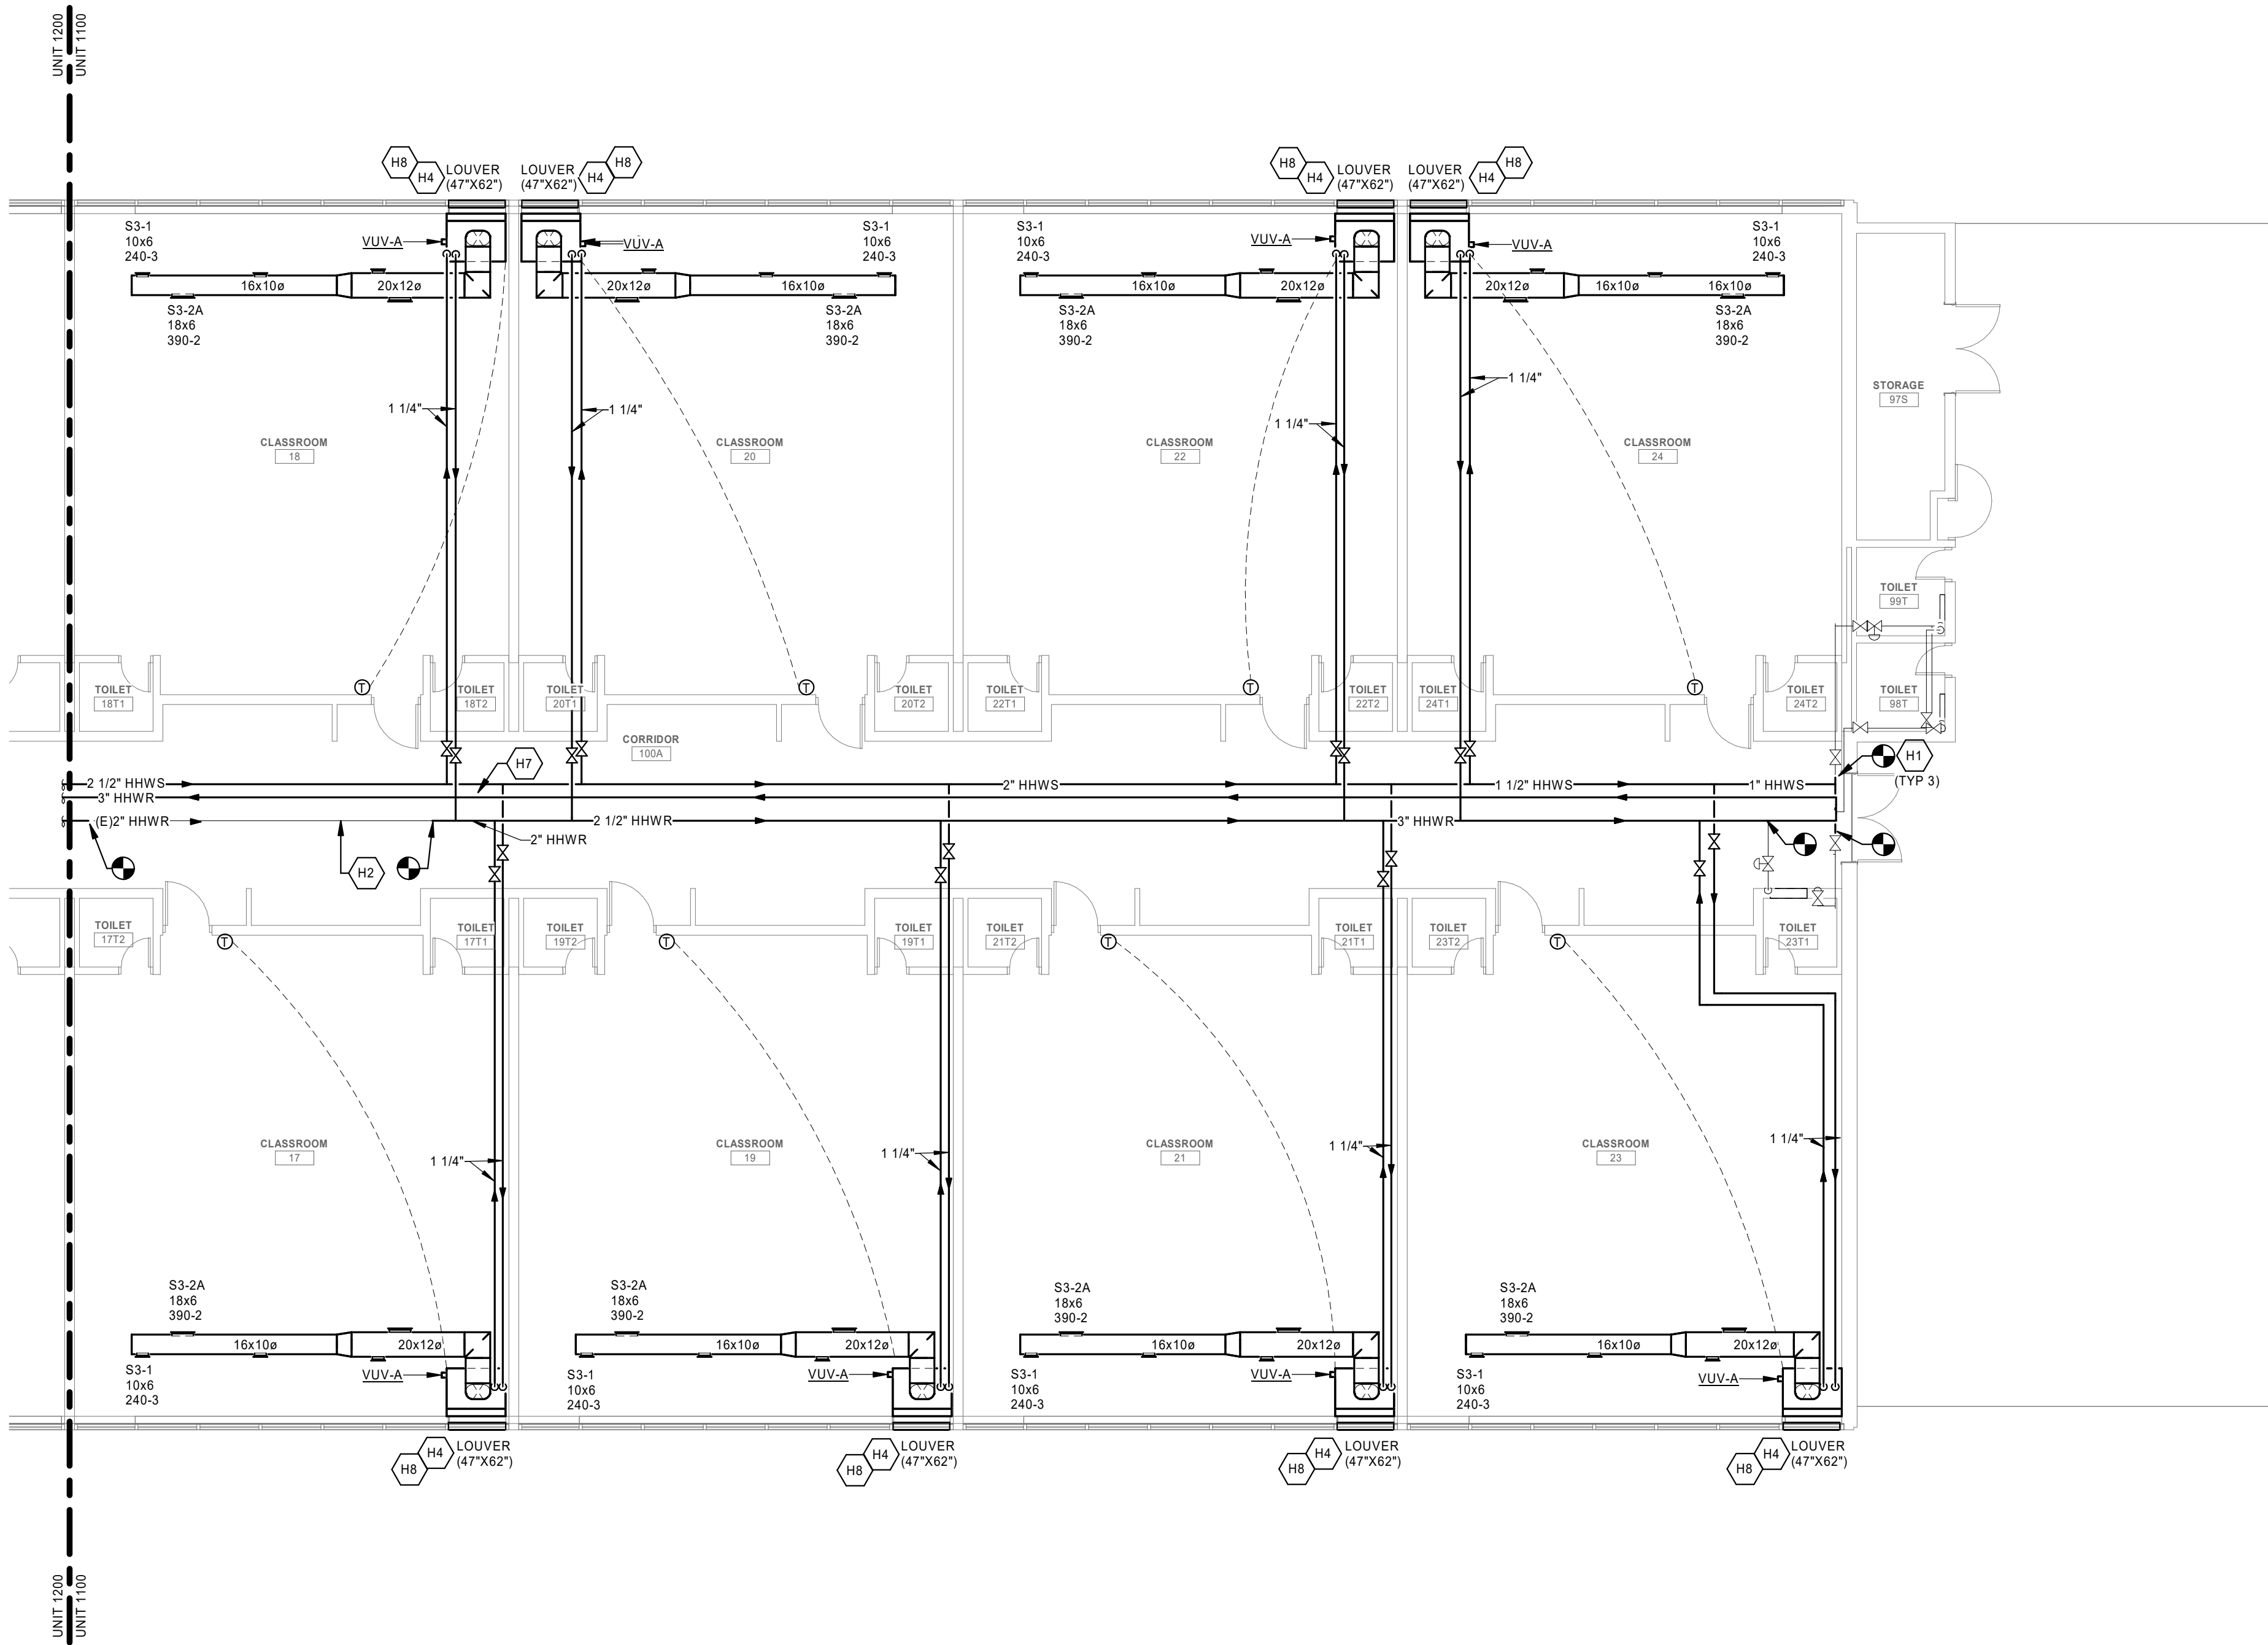 UNIT 1200
UNIT 1100
H8
H4
LOUVER
(47"X62")
LOUVER
(47"X62")
H4
H8
H8
H4
LOUVER
(47"X62")
LOUVER
(47"X62")
H4
H8
S3-1
10x6
240-3
VUV-A
VUV-A
S3-1
10x6
240-3
S3-1
10x6
240-3
VUV-A
VUV-A
S3-1
10x6
240-3
16x10ø
20x12ø
20x12ø
16x10ø
16x10ø
20x12ø
20x12ø
16x10ø
16x10ø
S3-2A
18x6
390-2
S3-2A
18x6
390-2
S3-2A
18x6
390-2
S3-2A
18x6
390-2
1 1/4"
1 1/4"
1 1/4"
1 1/4"
STORAGE
97S
CLASSROOM
18
CLASSROOM
20
CLASSROOM
22
CLASSROOM
24
TOILET
99T
T
T
T
T
TOILET
18T1
TOILET
18T2
TOILET
20T1
TOILET
20T2
TOILET
22T1
TOILET
22T2
TOILET
24T1
TOILET
24T2
TOILET
98T
CORRIDOR
100A
H7
H1
(TYP 3)
2 1/2" HHWS
2" HHWS
1 1/2" HHWS
1" HHWS
3" HHWR
(E)2" HHWR
2 1/2" HHWR
3" HHWR
2" HHWR
H2
TOILET
17T2
TOILET
17T1
TOILET
19T2
TOILET
19T1
TOILET
21T2
TOILET
21T1
TOILET
23T2
TOILET
23T1
T
T
T
T
CLASSROOM
17
CLASSROOM
19
CLASSROOM
21
CLASSROOM
23
1 1/4"
1 1/4"
1 1/4"
1 1/4"
S3-2A
18x6
390-2
S3-2A
18x6
390-2
S3-2A
18x6
390-2
S3-2A
18x6
390-2
16x10ø
20x12ø
16x10ø
20x12ø
16x10ø
20x12ø
16x10ø
20x12ø
S3-1
10x6
240-3
VUV-A
S3-1
10x6
240-3
VUV-A
S3-1
10x6
240-3
VUV-A
S3-1
10x6
240-3
VUV-A
H8
H4
LOUVER
(47"X62")
H8
H4
LOUVER
(47"X62")
H8
H4
LOUVER
(47"X62")
H8
H4
LOUVER
(47"X62")
UNIT 1200
UNIT 1100